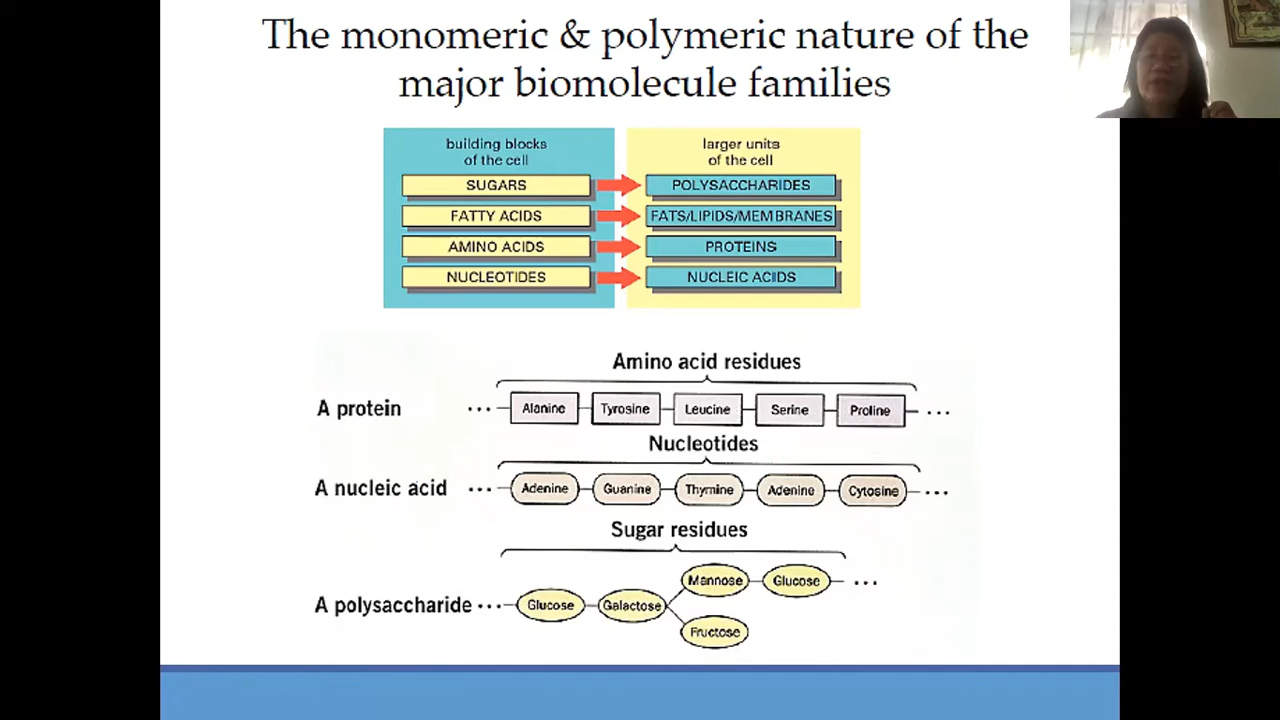 The monomeric & polymeric nature of the
major biomolecule families
building blocks
of the cell
larger units
of the cell
SUGARS
POLYSACCHARIDES
FATTY ACIDS
FATS/LIPIDS/MEMBRANES
AMINO ACIDS
PROTEINS
NUCLEOTIDES
NUCLEIC ACIDS
Amino acid residues
A protein ... Alanine Tyrosine Leucine Serine Proline ...
Nucleotides
A nucleic acid ... Adenine Guanine Thymine Adenine Cytosine ...
Sugar residues
Mannose Glucose ...
A polysaccharide ... Glucose Galactose
Fructose